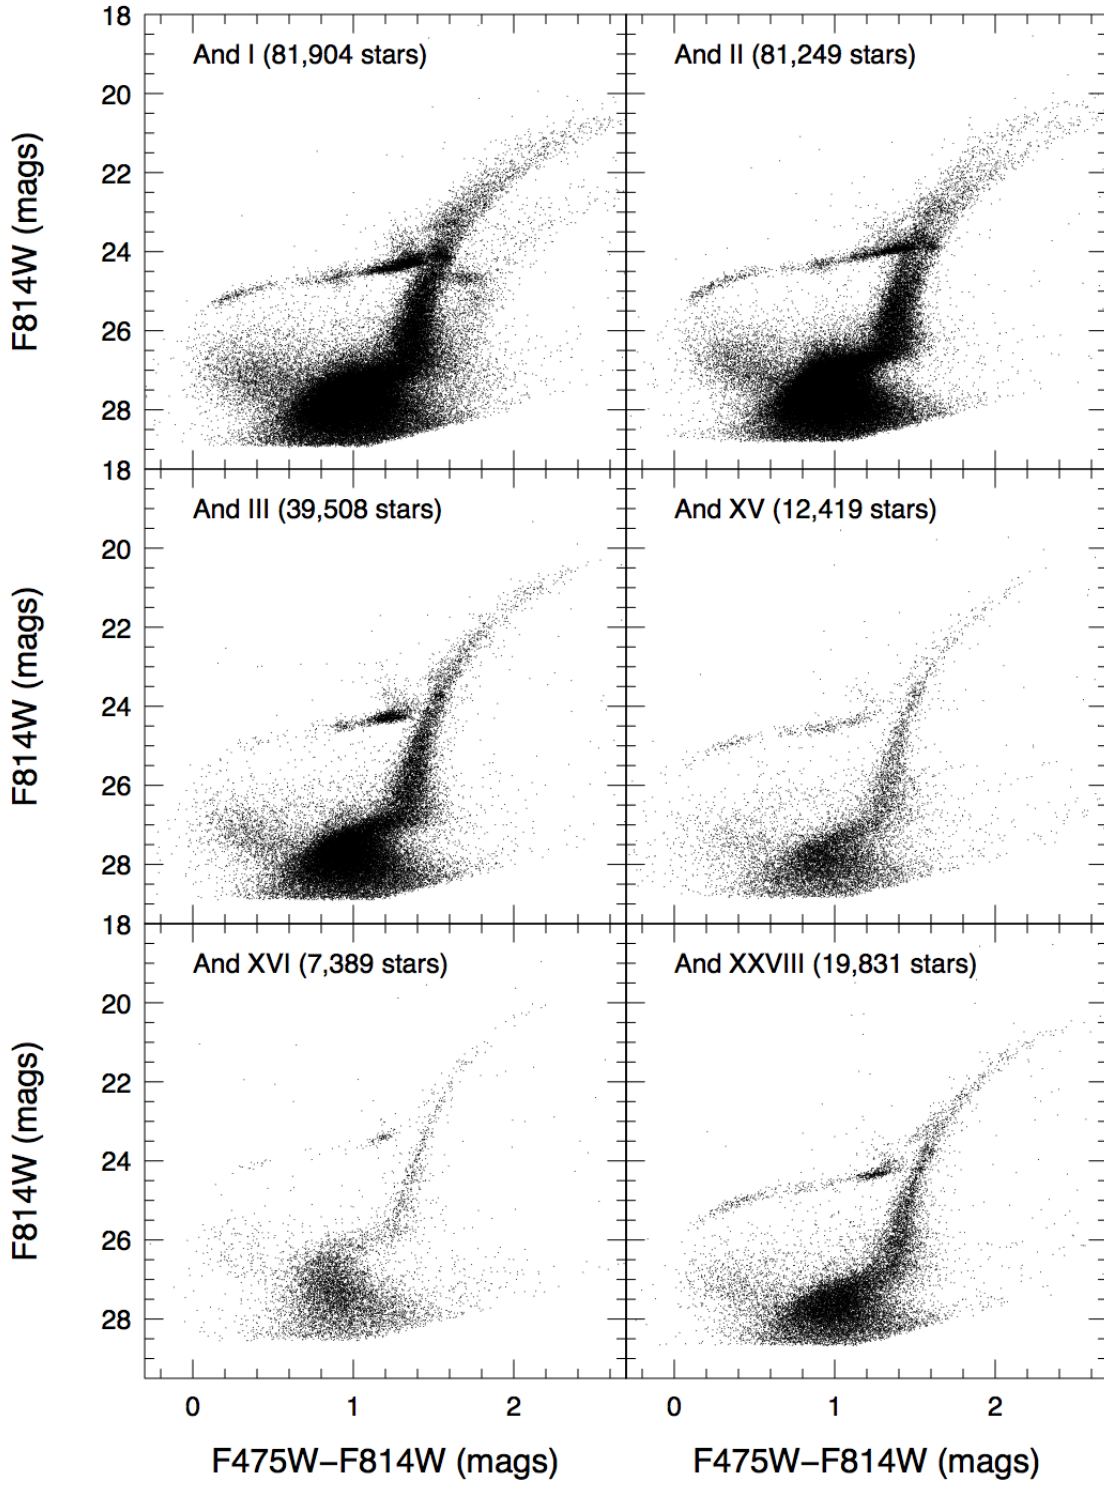 18
And I (81,904 stars)
And II (81,249 stars)
20
22
24
26
28
F814W (mags)
18
And III (39,508 stars)
And XV (12,419 stars)
20
22
24
26
28
F814W (mags)
18
And XVI (7,389 stars)
And XXVIII (19,831 stars)
20
22
24
26
28
F814W (mags)
0 1 2
0 1 2
F475W–F814W (mags)
F475W–F814W (mags)